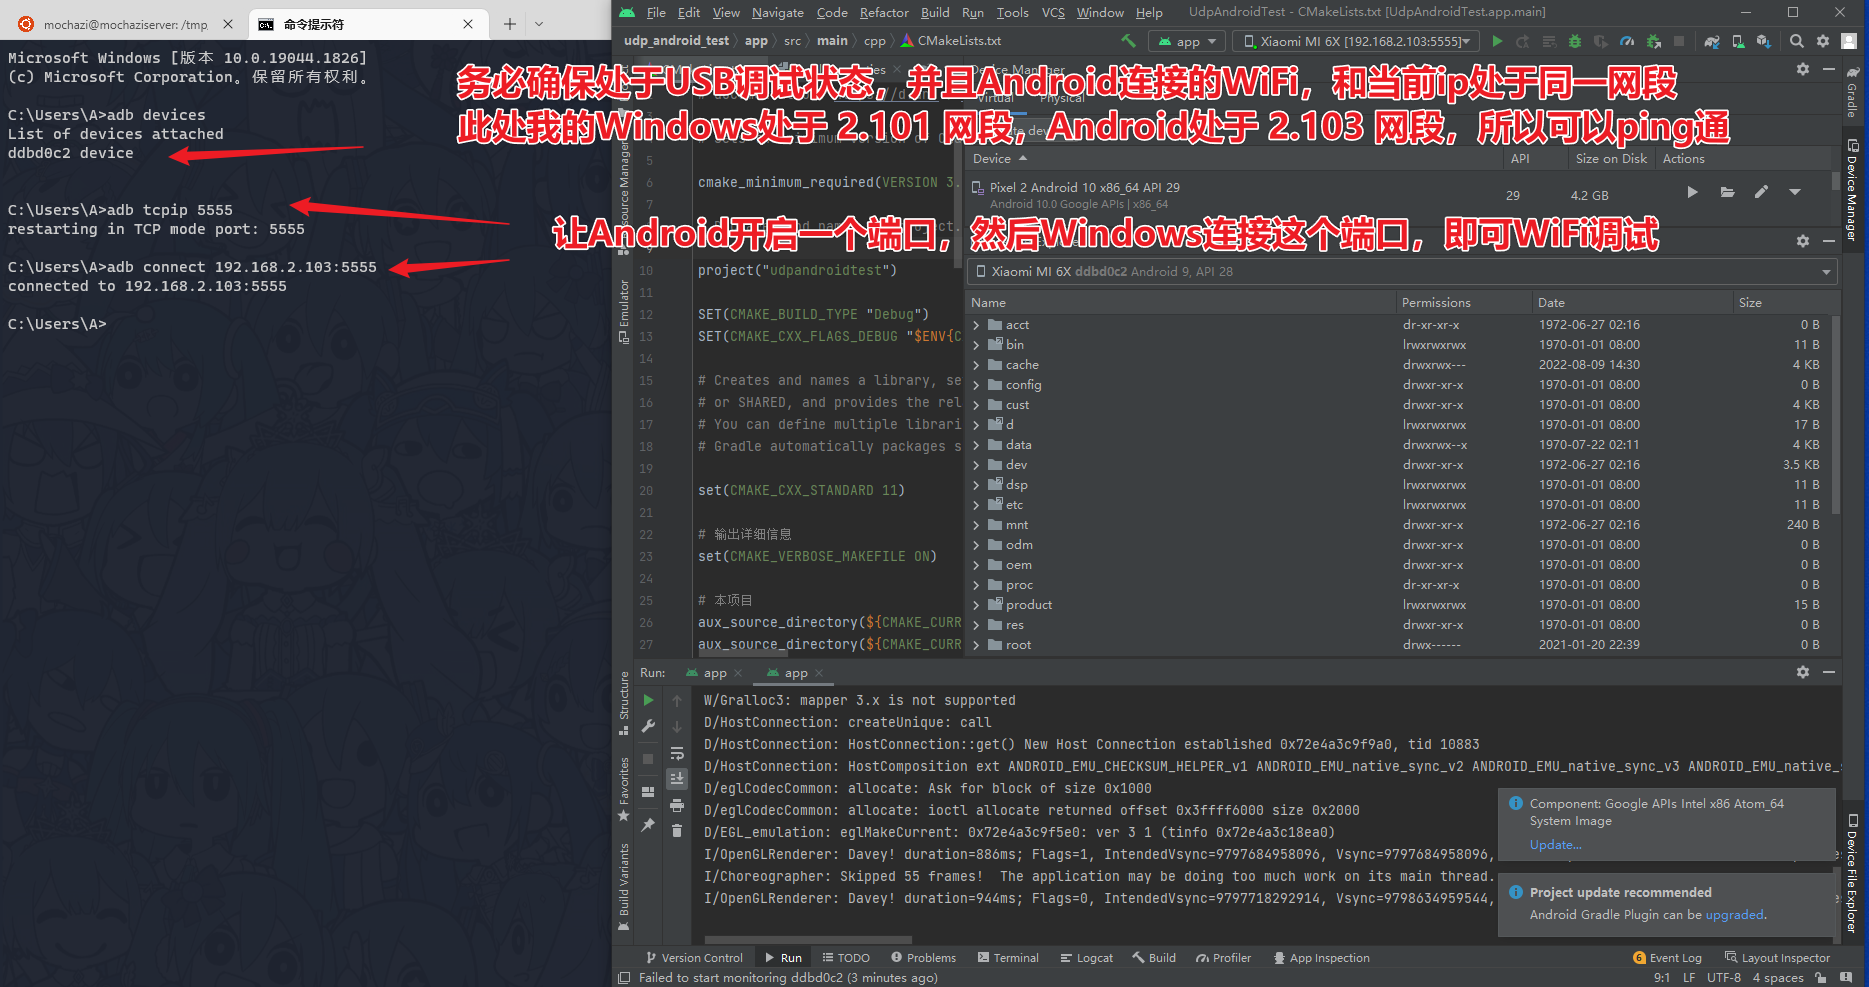 mochazi@mochaziserver: /tmp
命令提示符
Microsoft Windows [版本 10.0.19044.1826]
(c) Microsoft Corporation。保留所有权利。
C:\Users\A>adb devices
List of devices attached
ddbd0c2 device
C:\Users\A>adb tcpip 5555
restarting in TCP mode port: 5555
C:\Users\A>adb connect 192.168.2.103:5555
connected to 192.168.2.103:5555
C:\Users\A>
File Edit View Navigate Code Refactor Build Run Tools VCS Window Help UdpAndroidTest - CMakeLists.txt [UdpAndroidTest.app.main]
udp_android_test app src main cpp CMakeLists.txt app Xiaomi MI 6X [192.168.2.103:5555]
务必确保处于USB调试状态，并且Android连接的WiFi，和当前ip处于同一网段
此处我的Windows处于 2.101 网段，Android处于 2.103 网段，所以可以ping通
让Android开启一个端口，然后Windows连接这个端口，即可WiFi调试
Device Manager
Virtual Physical
5
6 cmake_minimum_required(VERSION 3.
7
10 project("udpandroidtest")
11
12 SET(CMAKE_BUILD_TYPE "Debug")
13 SET(CMAKE_CXX_FLAGS_DEBUG "$ENV{C
14
15 # Creates and names a library, se
16 # or SHARED, and provides the rel
17 # You can define multiple librari
18 # Gradle automatically packages s
19
20 set(CMAKE_CXX_STANDARD 11)
21
22 # 输出详细信息
23 set(CMAKE_VERBOSE_MAKEFILE ON)
24
25 # 本项目
26 aux_source_directory(${CMAKE_CURR
27 aux_source_directory(${CMAKE_CURR
Device API Size on Disk Actions
Pixel 2 Android 10 x86_64 API 29 29 4.2 GB
Android 10.0 Google APIs | x86_64
Xiaomi MI 6X ddbd0c2 Android 9, API 28
Name Permissions Date Size
acct dr-xr-xr-x 1972-06-27 02:16 0 B
bin lrwxrwxrwx 1970-01-01 08:00 11 B
cache drwxrwx--- 2022-08-09 14:30 4 KB
config drwxr-xr-x 1970-01-01 08:00 0 B
cust drwxr-xr-x 1970-01-01 08:00 4 KB
d lrwxrwxrwx 1970-01-01 08:00 17 B
data drwxrwx--x 1970-07-22 02:11 4 KB
dev drwxr-xr-x 1972-06-27 02:16 3.5 KB
dsp lrwxrwxrwx 1970-01-01 08:00 11 B
etc lrwxrwxrwx 1970-01-01 08:00 11 B
mnt drwxr-xr-x 1972-06-27 02:16 240 B
odm drwxr-xr-x 1970-01-01 08:00 0 B
oem drwxr-xr-x 1970-01-01 08:00 0 B
proc dr-xr-xr-x 1970-01-01 08:00 0 B
product lrwxrwxrwx 1970-01-01 08:00 15 B
res drwxr-xr-x 1970-01-01 08:00 0 B
root drwx------ 2021-01-20 22:39 0 B
Emulator
Structure
Favorites
Build Variants
Gradle
Device Manager
Device File Explorer
Run: app app
W/Gralloc3: mapper 3.x is not supported
D/HostConnection: createUnique: call
D/HostConnection: HostConnection::get() New Host Connection established 0x72e4a3c9f9a0, tid 10883
D/HostConnection: HostComposition ext ANDROID_EMU_CHECKSUM_HELPER_v1 ANDROID_EMU_native_sync_v2 ANDROID_EMU_native_sync_v3 ANDROID_EMU_native_s
D/eglCodecCommon: allocate: Ask for block of size 0x1000
D/eglCodecCommon: allocate: ioctl allocate returned offset 0x3ffff6000 size 0x2000
D/EGL_emulation: eglMakeCurrent: 0x72e4a3c9f5e0: ver 3 1 (tinfo 0x72e4a3c18ea0)
I/OpenGLRenderer: Davey! duration=886ms; Flags=1, IntendedVsync=9797684958096, Vsync=9797684958096,
I/Choreographer: Skipped 55 frames!  The application may be doing too much work on its main thread.
I/OpenGLRenderer: Davey! duration=944ms; Flags=0, IntendedVsync=9797718292914, Vsync=9798634959544,
Component: Google APIs Intel x86 Atom_64
System Image
Update...
Project update recommended
Android Gradle Plugin can be upgraded.
Version Control Run TODO Problems Terminal Logcat Build Profiler App Inspection 6 Event Log Layout Inspector
Failed to start monitoring ddbd0c2 (3 minutes ago) 9:1 LF UTF-8 4 spaces